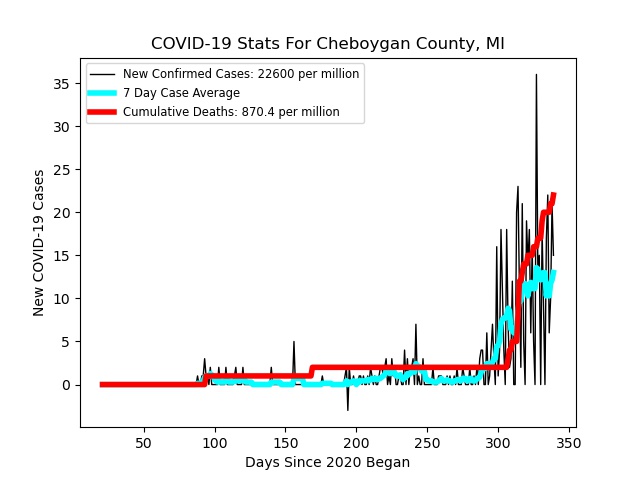 COVID-19 Stats For Cheboygan County, MI
New Confirmed Cases: 22600 per million
7 Day Case Average
Cumulative Deaths: 870.4 per million
New COVID-19 Cases
35
30
25
20
15
10
5
0
50
100
150
200
250
300
350
Days Since 2020 Began